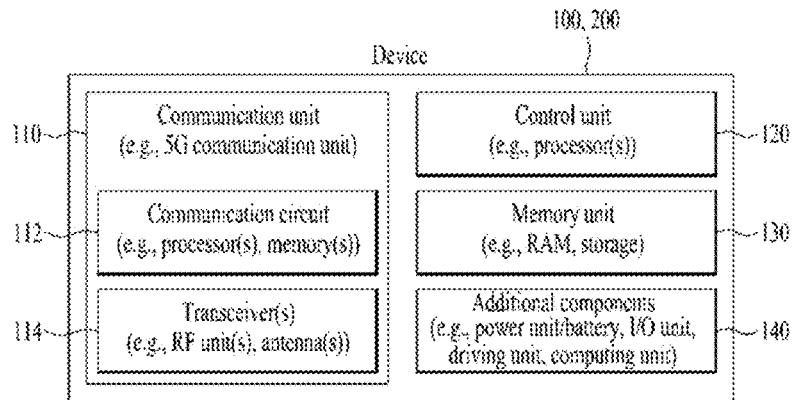 100, 200
Device
110
Communication unit
(e.g., 5G communication unit)
112
Communication circuit
(e.g., processor(s), memory(s))
114
Transceiver(s)
(e.g., RF unit(s), antenna(s))
Control unit
(e.g., processor(s))
120
Memory unit
(e.g., RAM, storage)
130
Additional components
(e.g., power unit/battery, I/O unit,
driving unit, computing unit)
140